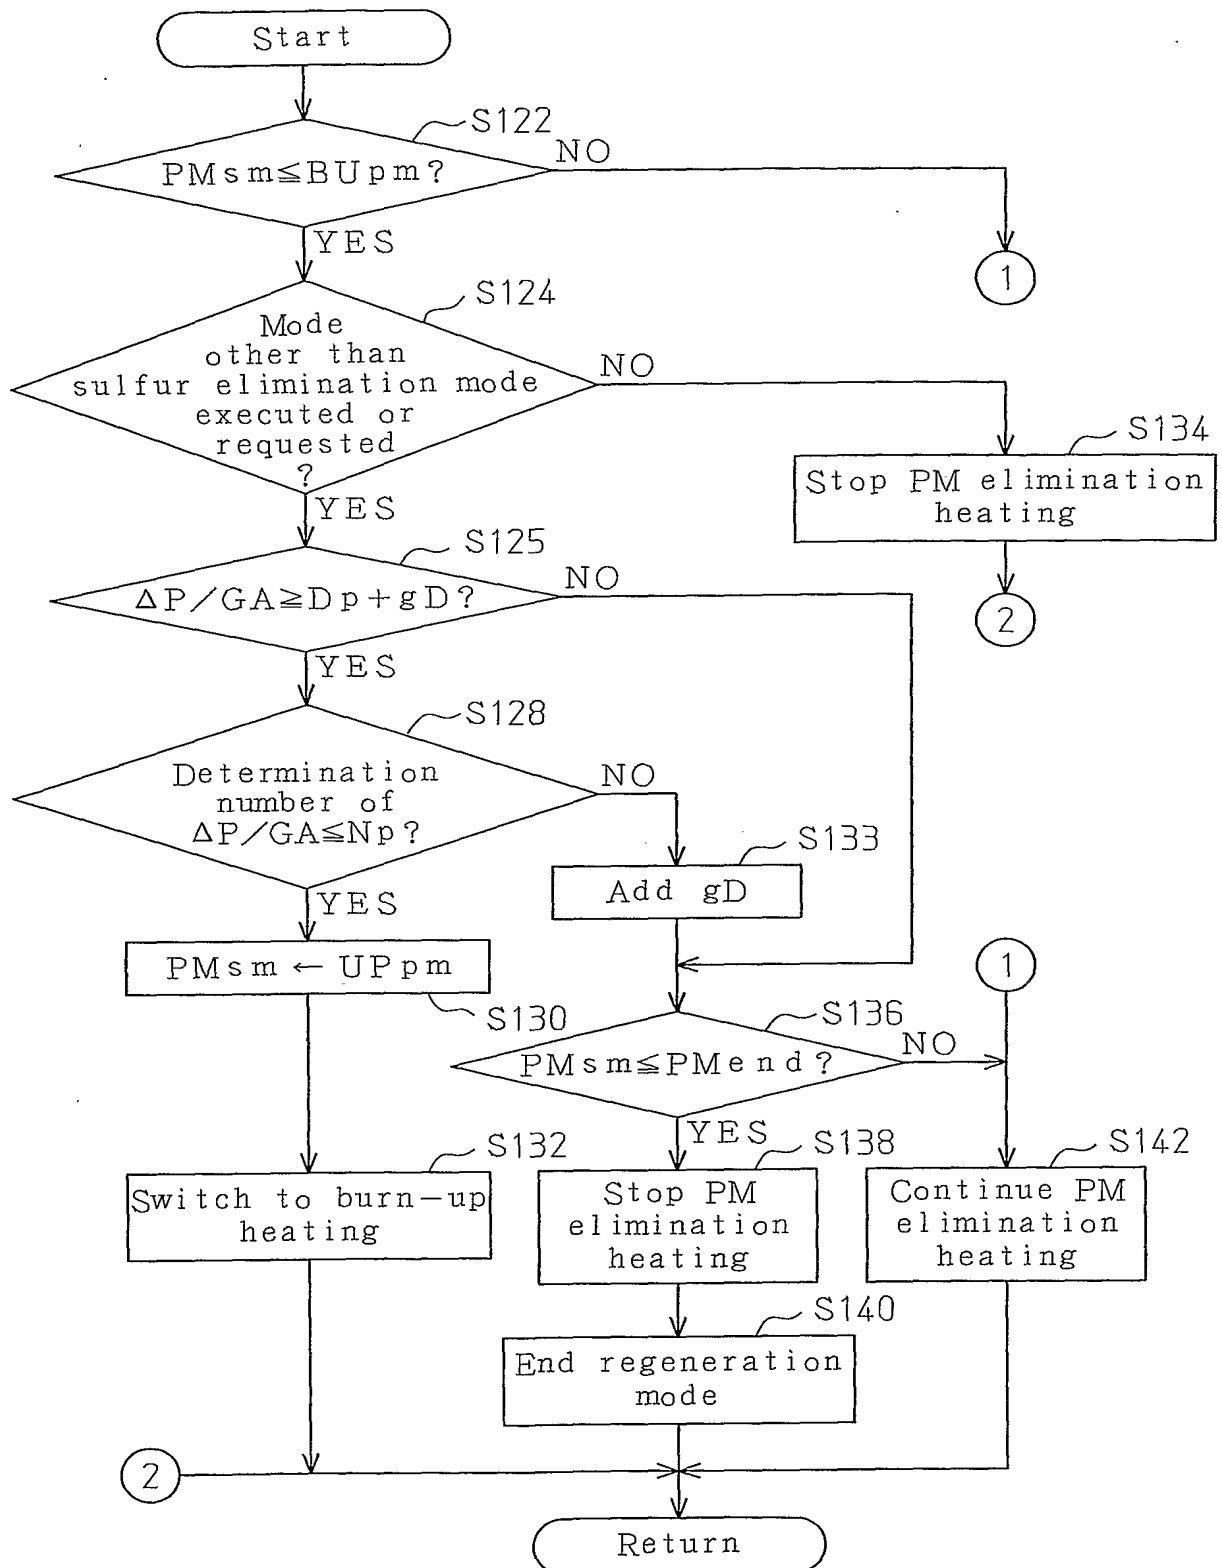 Start
S122
PMsm≦BUpm?
NO
YES
1
S124
Mode
other than
sulfur elimination mode
executed or
requested
?
NO
YES
S134
Stop PM elimination
heating
2
S125
ΔP/GA≧Dp+gD?
NO
YES
S128
Determination
number of
ΔP/GA≦Np?
NO
YES
S133
Add gD
PMsm ← UPpm
S130
1
S136
PMsm≦PMend?
NO
YES
S132
Switch to burn-up
heating
S138
Stop PM
elimination
heating
S142
Continue PM
elimination
heating
S140
End regeneration
mode
2
Return